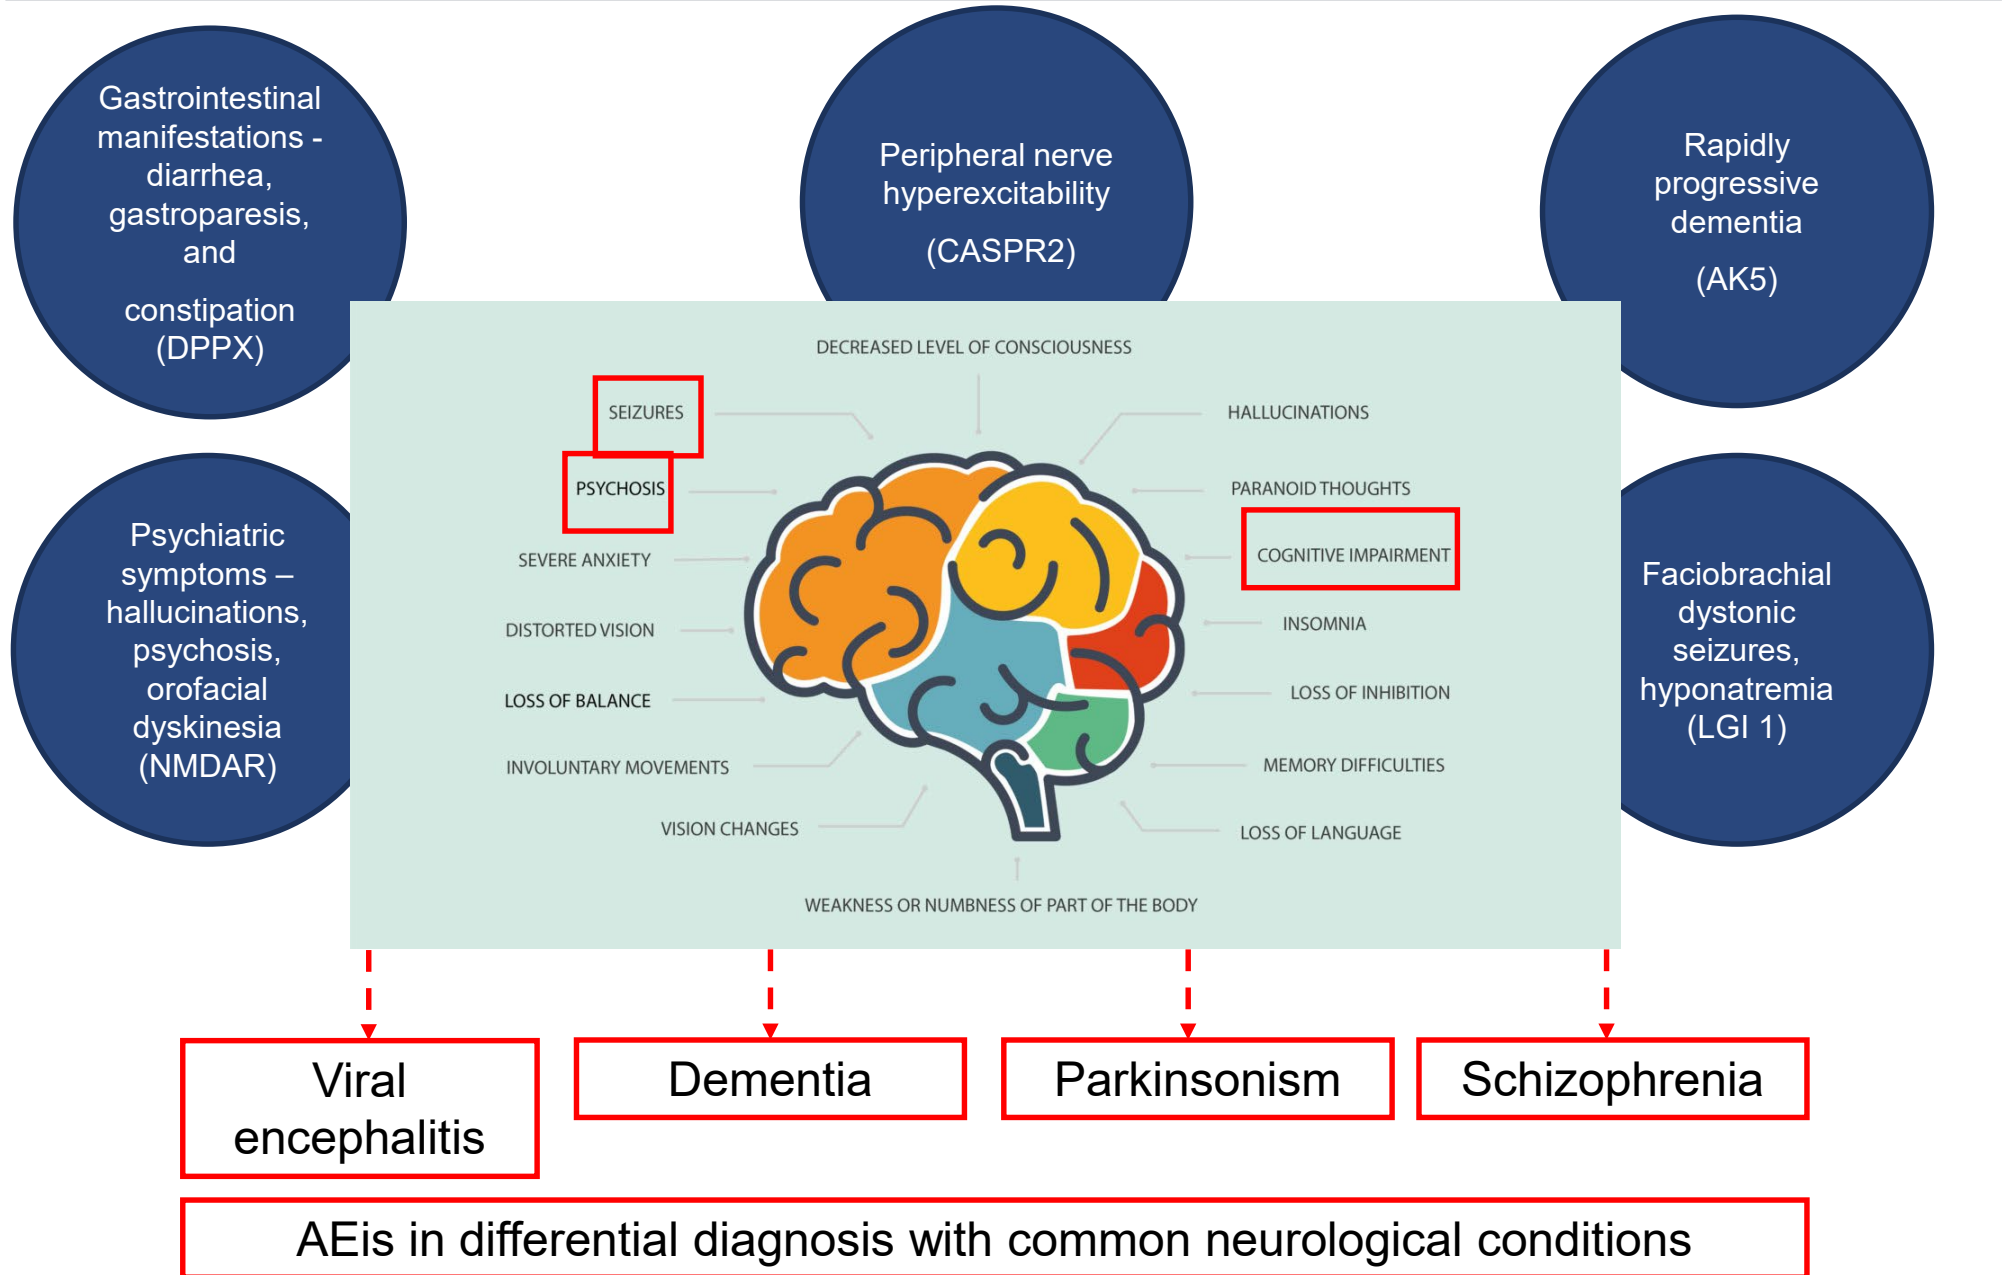 Gastrointestinal
manifestations -
diarrhea,
gastroparesis,
and
constipation
(DPPX)
Peripheral nerve
hyperexcitability
(CASPR2)
Rapidly
progressive
dementia
(AK5)
Psychiatric
symptoms –
hallucinations,
psychosis,
orofacial
dyskinesia
(NMDAR)
DECREASED LEVEL OF CONSCIOUSNESS
SEIZURES
PSYCHOSIS
SEVERE ANXIETY
DISTORTED VISION
LOSS OF BALANCE
INVOLUNTARY MOVEMENTS
VISION CHANGES
HALLUCINATIONS
PARANOID THOUGHTS
COGNITIVE IMPAIRMENT
INSOMNIA
LOSS OF INHIBITION
MEMORY DIFFICULTIES
LOSS OF LANGUAGE
WEAKNESS OR NUMBNESS OF PART OF THE BODY
Faciobrachial
dystonic
seizures,
hyponatremia
(LGI 1)
Viral
encephalitis
Dementia
Parkinsonism
Schizophrenia
AEis in differential diagnosis with common neurological conditions